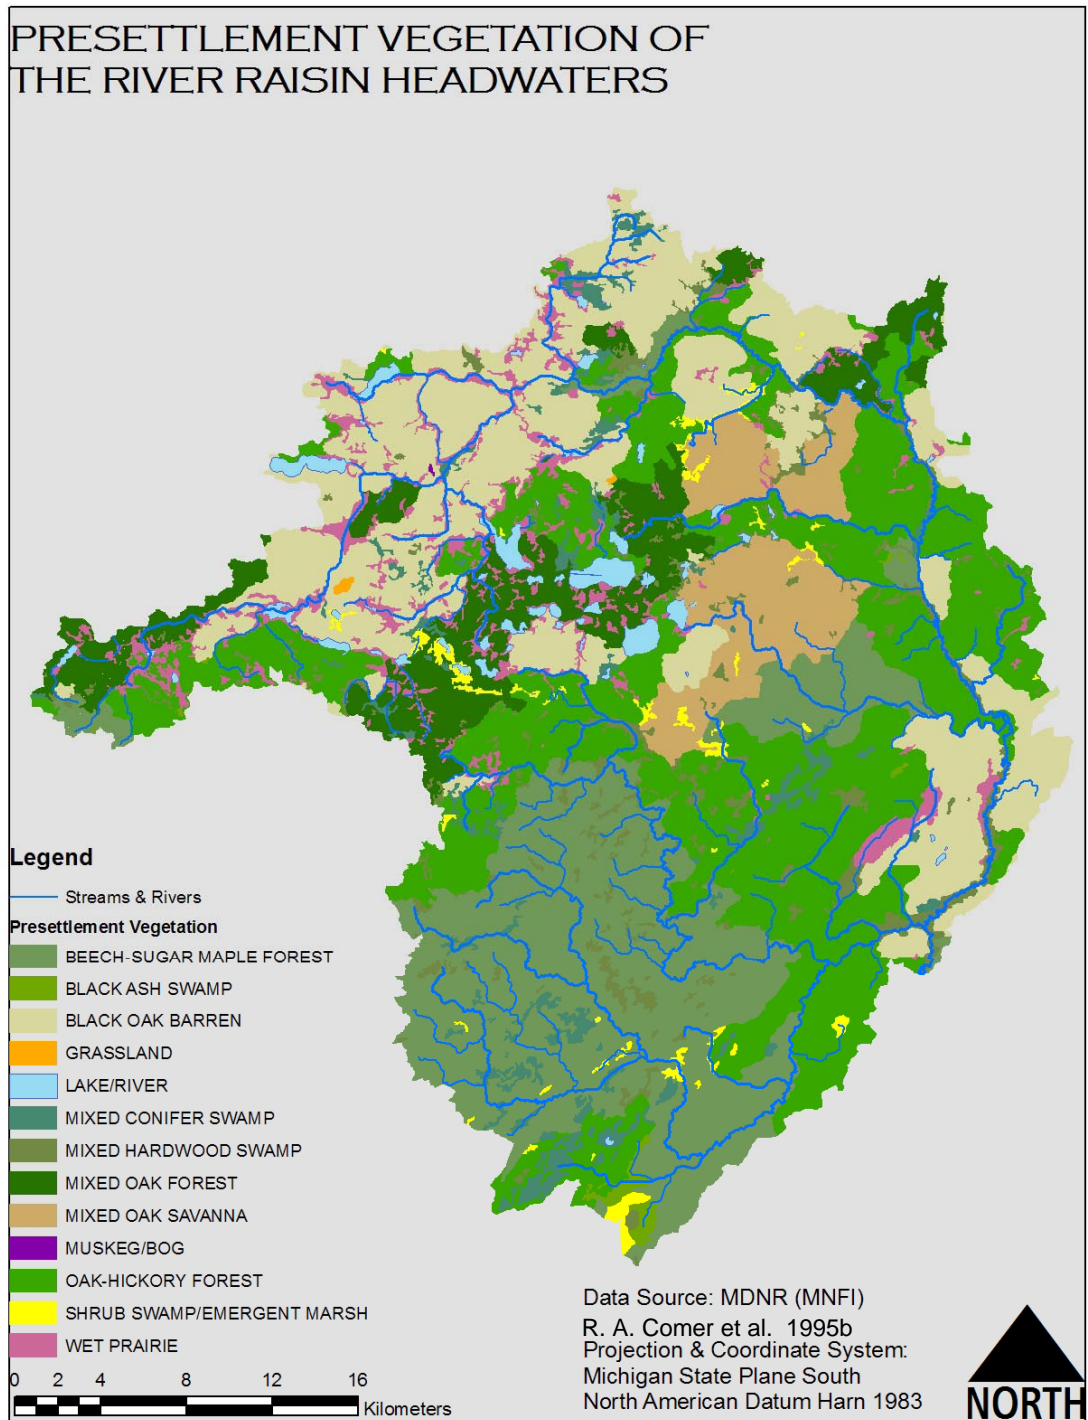 PRESETTLEMENT VEGETATION OF
THE RIVER RAISIN HEADWATERS
Legend
Streams & Rivers
Presettlement Vegetation
BEECH-SUGAR MAPLE FOREST
BLACK ASH SWAMP
BLACK OAK BARREN
GRASSLAND
LAKE/RIVER
MIXED CONIFER SWAMP
MIXED HARDWOOD SWAMP
MIXED OAK FOREST
MIXED OAK SAVANNA
MUSKEG/BOG
OAK-HICKORY FOREST
SHRUB SWAMP/EMERGENT MARSH
WET PRAIRIE
0 2 4 8 12 16
Kilometers
Data Source: MDNR (MNFI)
R. A. Comer et al. 1995b
Projection & Coordinate System:
Michigan State Plane South
North American Datum Harn 1983
NORTH